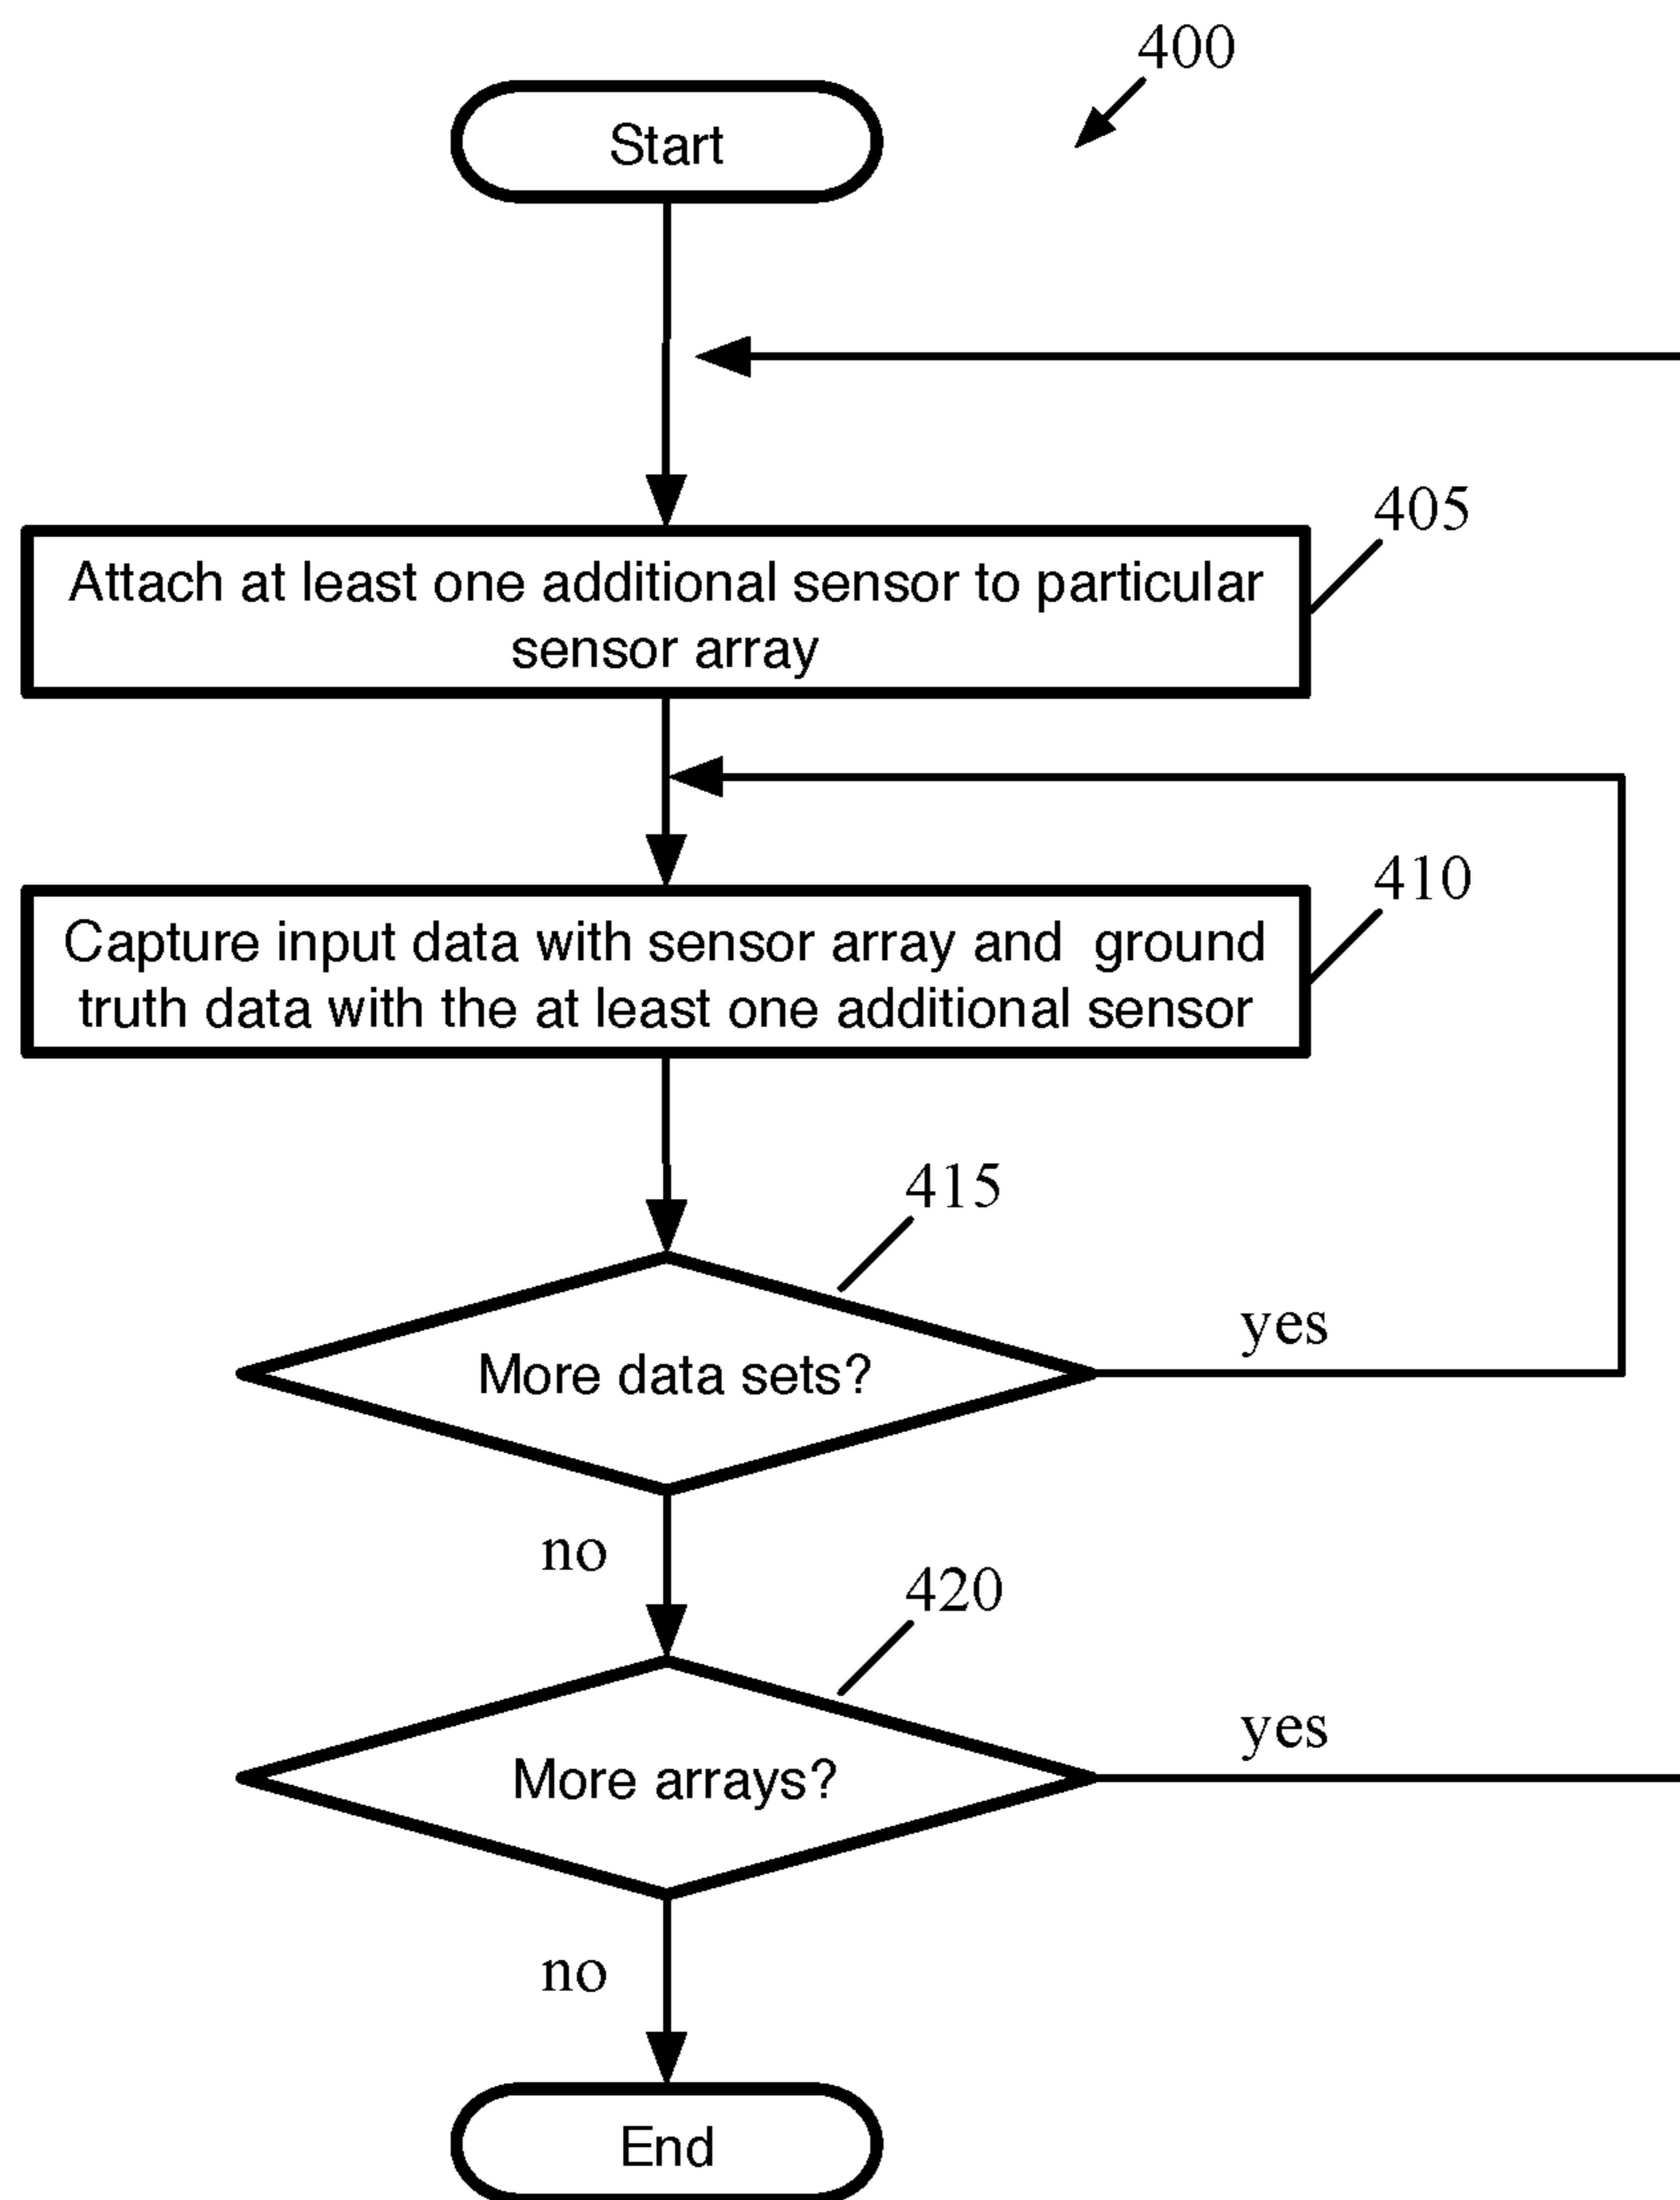 400
Start
405
Attach at least one additional sensor to particular
sensor array
410
Capture input data with sensor array and ground
truth data with the at least one additional sensor
415
yes
More data sets?
no
420
yes
More arrays?
no
End